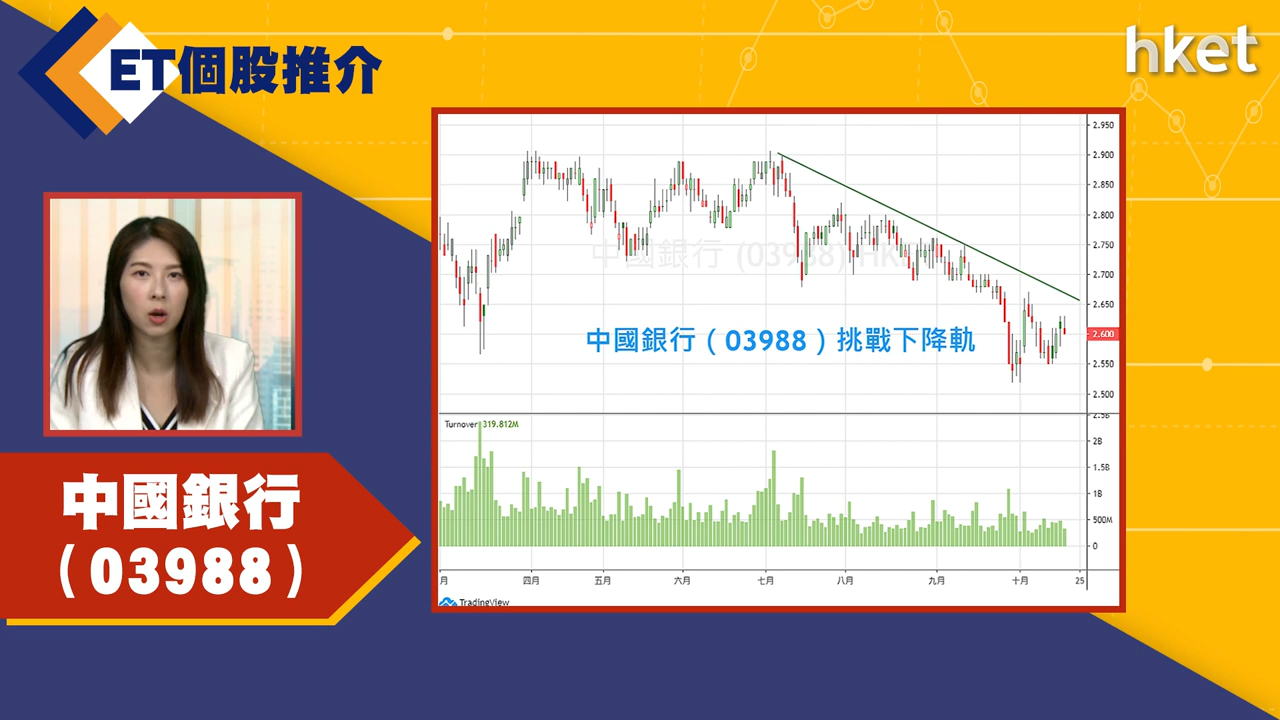 ET個股推介
hket
中國銀行
（03988）
中國銀行 (03988) HK
中國銀行（03988）挑戰下降軌
2.950
2.900
2.850
2.800
2.750
2.700
2.650
2.600
2.550
2.500
Turnover 319.812M
2.5B
2B
1.5B
1B
500M
0
月 四月 五月 六月 七月 八月 九月 十月 25
TradingView